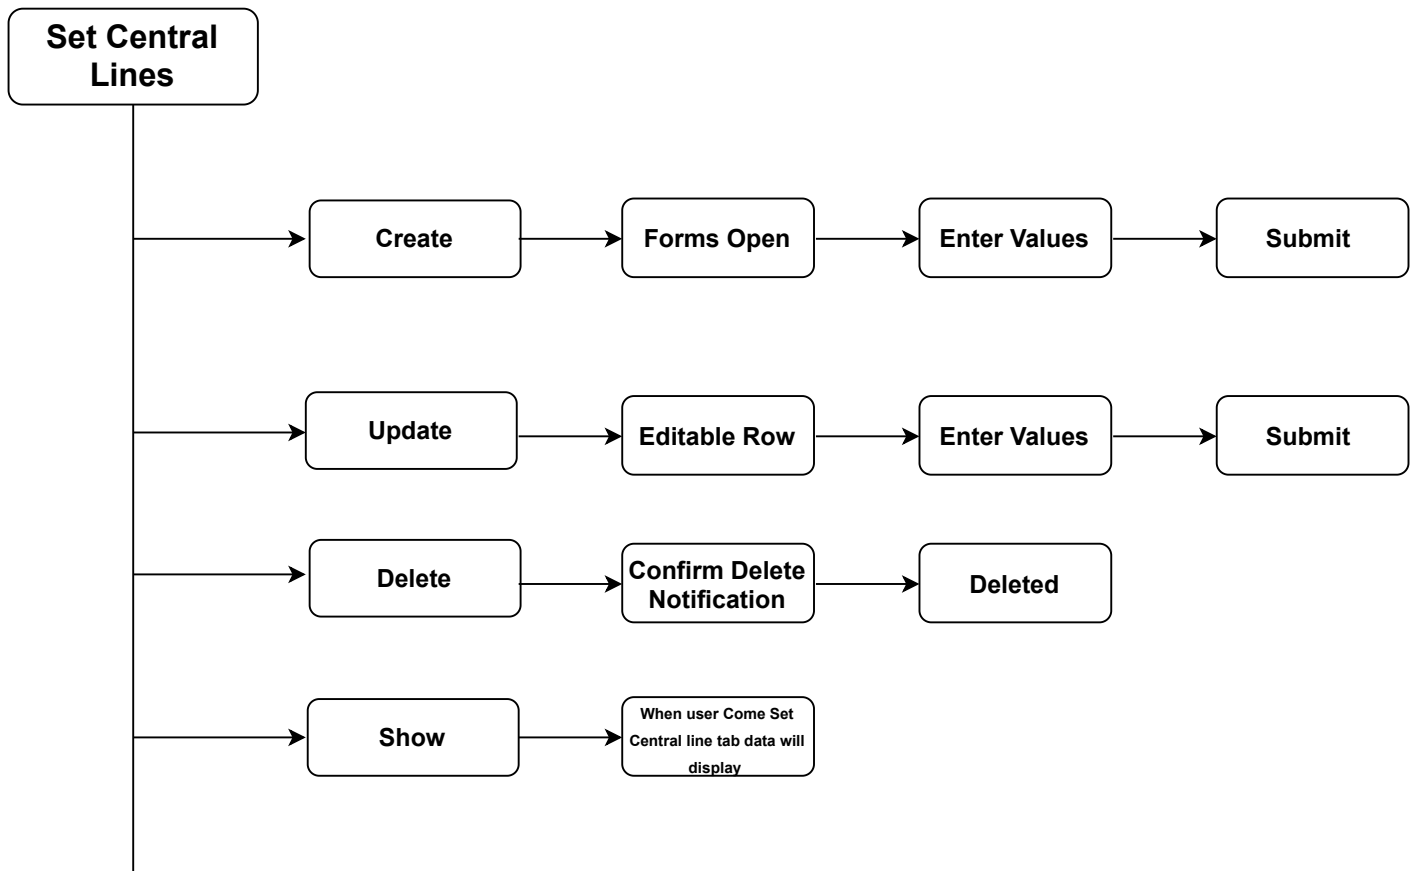 Set Central
Lines
Create
Forms Open
Enter Values
Submit
Update
Editable Row
Enter Values
Submit
Delete
Confirm Delete
Notification
Deleted
Show
When user Come Set
Central line tab data will
display